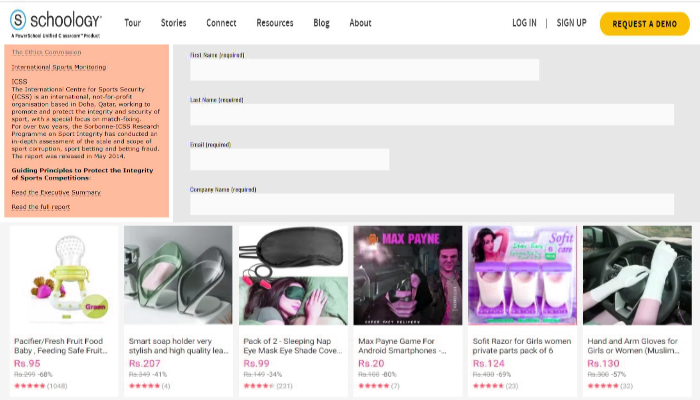 schoology
A PowerSchool Unified Classroom™ Product
Tour Stories Connect Resources Blog About
LOG IN | SIGN UP REQUEST A DEMO
The Ethics Commission
International Sports Monitoring
ICSS
The International Centre for Sports Security
(ICSS) is an international, not-for-profit
organisation based in Doha, Qatar, working to
promote and protect the integrity and security of
sport, with a special focus on match-fixing.
For over two years, the Sorbonne-ICSS Research
Programme on Sport Integrity has conducted an
in-depth assessment of the scale and scope of
sport corruption, sport betting and betting fraud.
The report was released in May 2014.
Guiding Principles to Protect the Integrity
of Sports Competitions
Read the Executive Summary
Read the full report
First Name (required)
Last Name (required)
Email (required)
Company Name (required)
Green
Pacifier/Fresh Fruit Food
Baby , Feeding Safe Fruit...
Rs.95
Rs.299 -68%
(1048)
Smart soap holder very
stylish and high quality lea...
Rs.207
Rs.349 -41%
(4)
Pack of 2 - Sleeping Nap
Eye Mask Eye Shade Cove...
Rs.99
Rs.149 -34%
(221)
MAX PAYNE
Max Payne Game For
Android Smartphones -...
Rs.20
Rs.100 -80%
(7)
Sofit
care
Sofit Razor for Girls women
private parts pack of 6
Rs.124
Rs.400 -69%
(23)
Hand and Arm Gloves for
Girls or Women (Muslim...
Rs.130
Rs.300 -57%
(32)